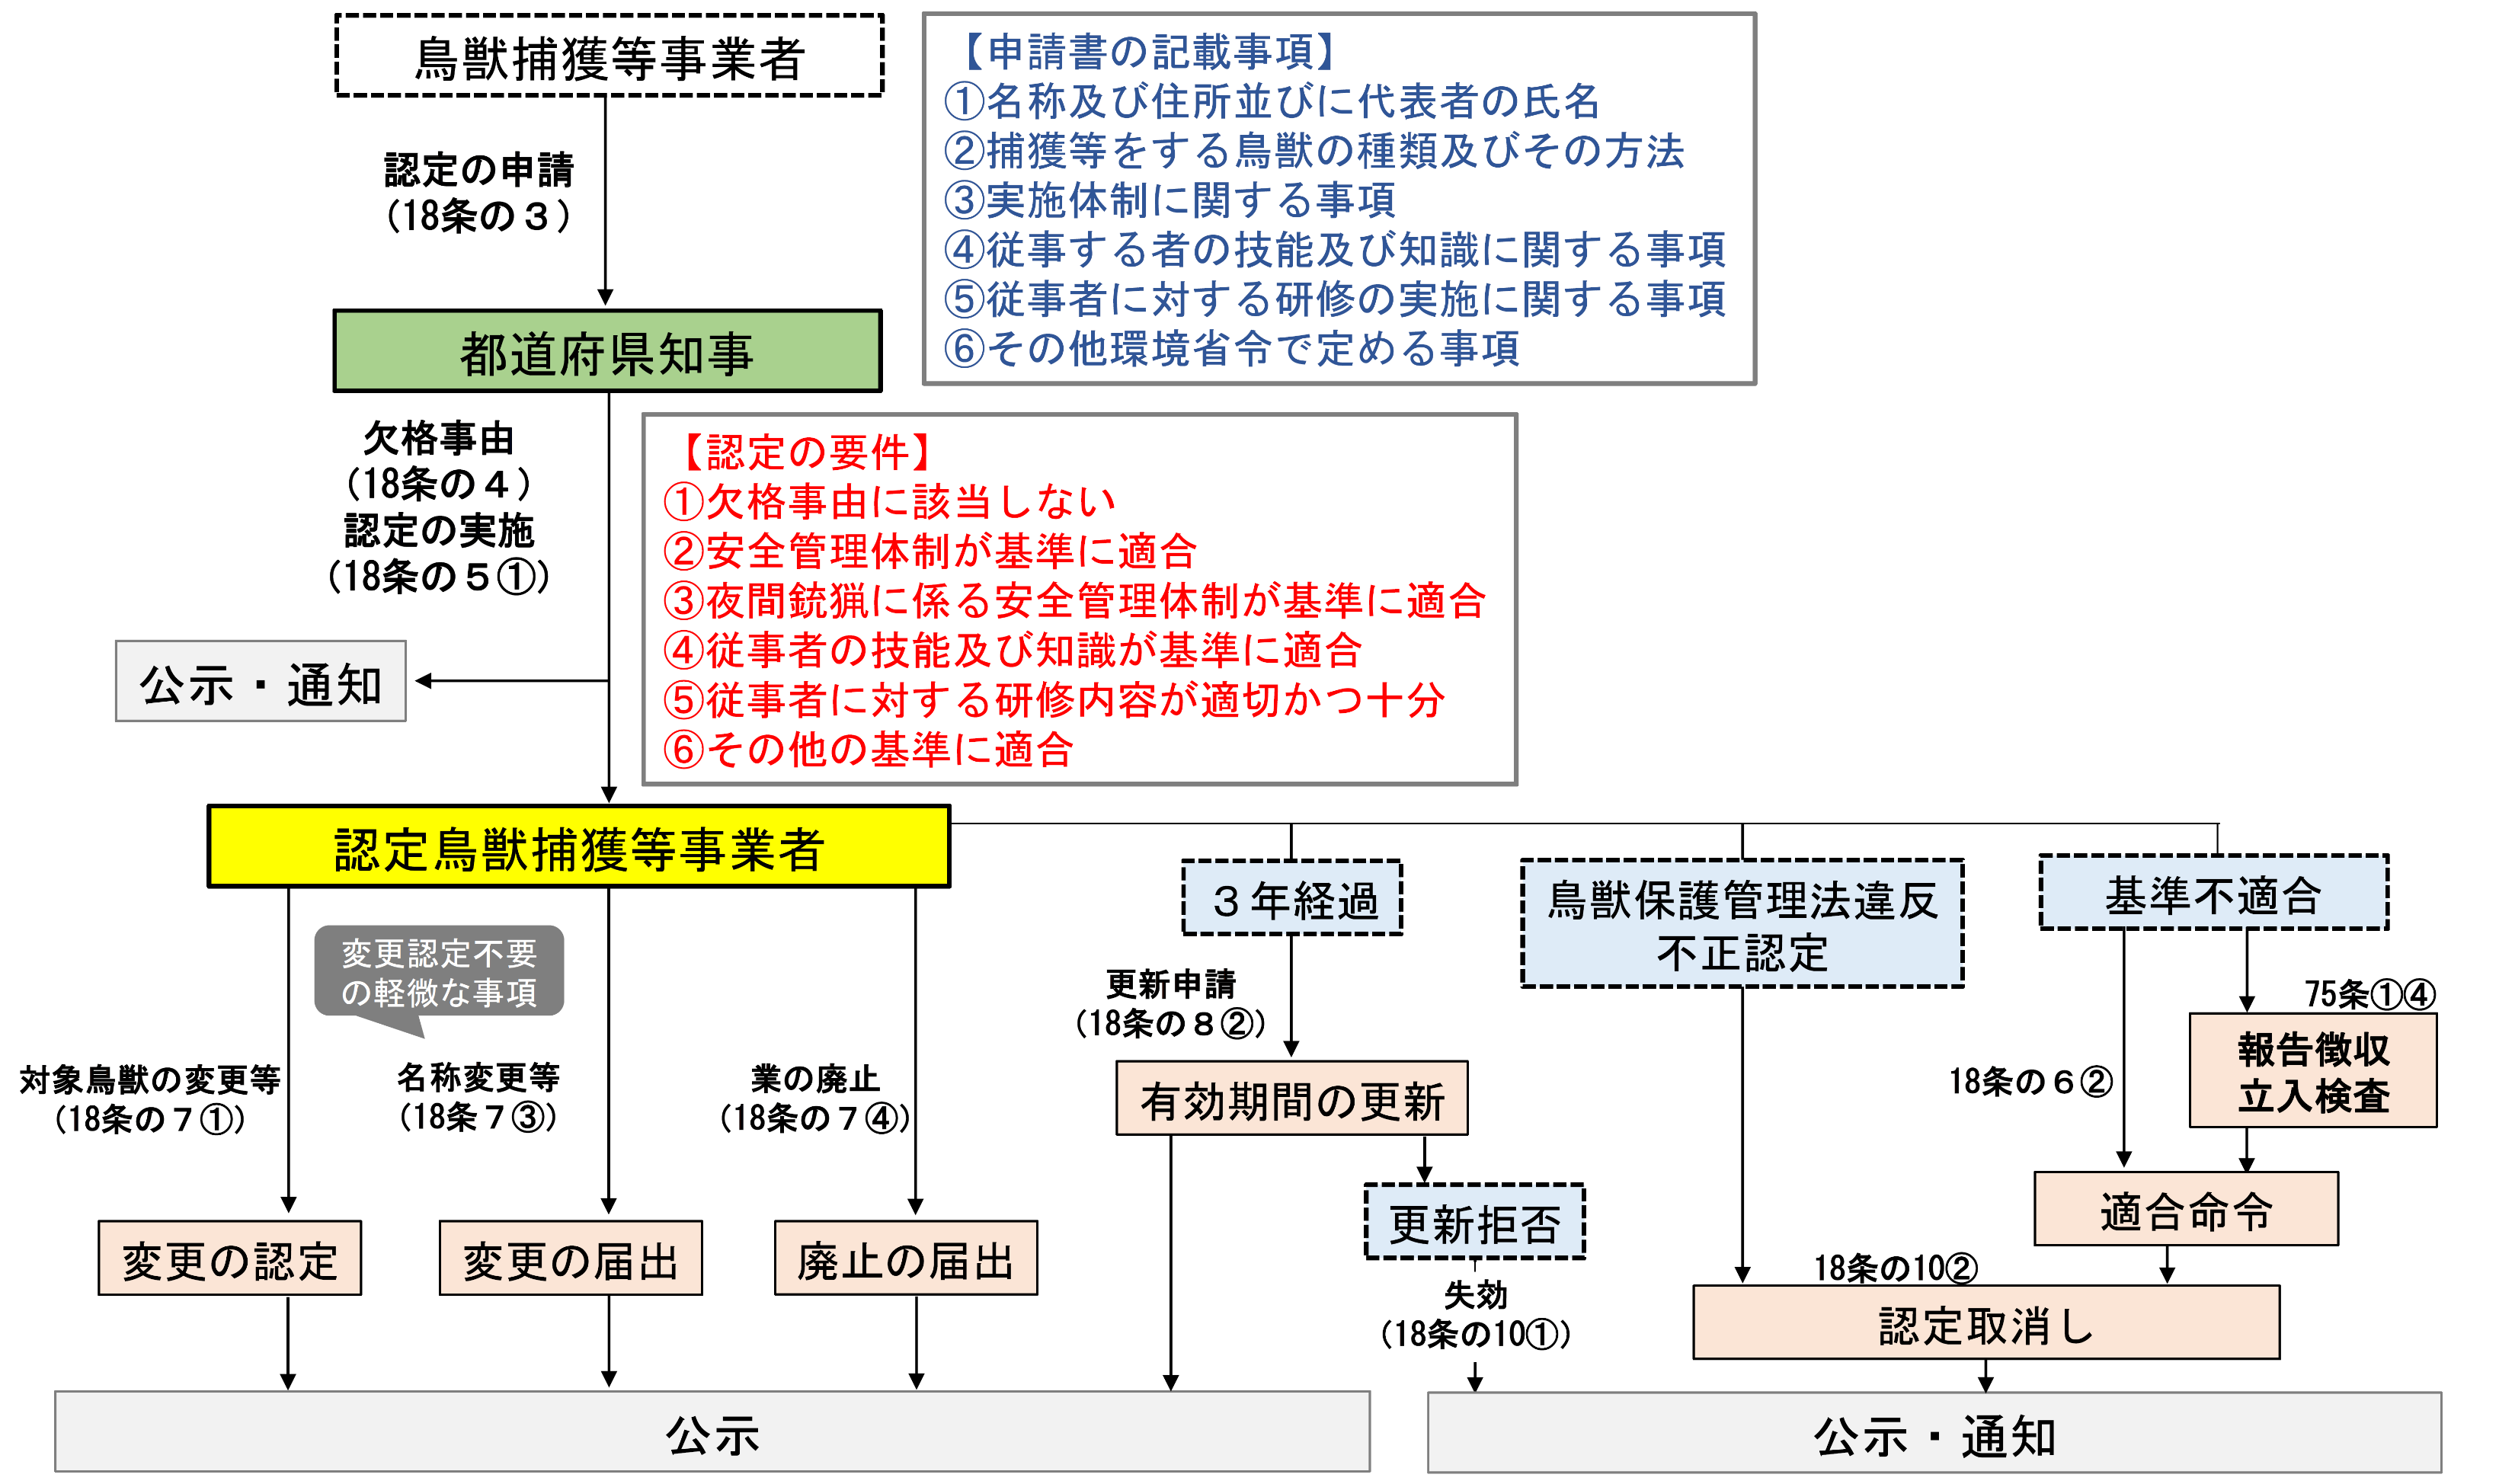 鳥獣捕獲等事業者
認定の申請
（18条の３）
【申請書の記載事項】
①名称及び住所並びに代表者の氏名
②捕獲等をする鳥獣の種類及びその方法
③実施体制に関する事項
④従事する者の技能及び知識に関する事項
⑤従事者に対する研修の実施に関する事項
⑥その他環境省令で定める事項
都道府県知事
欠格事由
（18条の４）
認定の実施
（18条の５①）
【認定の要件】
①欠格事由に該当しない
②安全管理体制が基準に適合
③夜間銃猟に係る安全管理体制が基準に適合
④従事者の技能及び知識が基準に適合
⑤従事者に対する研修内容が適切かつ十分
⑥その他の基準に適合
公示・通知
認定鳥獣捕獲等事業者
変更認定不要
の軽微な事項
対象鳥獣の変更等
（18条の７①）
名称変更等
（18条７③）
業の廃止
（18条の７④）
変更の認定
変更の届出
廃止の届出
３年経過
更新申請
（18条の８②）
有効期間の更新
更新拒否
失効
（18条の10①）
鳥獣保護管理法違反
不正認定
基準不適合
75条①④
報告徴収
立入検査
18条の６②
適合命令
18条の10②
認定取消し
公示
公示・通知